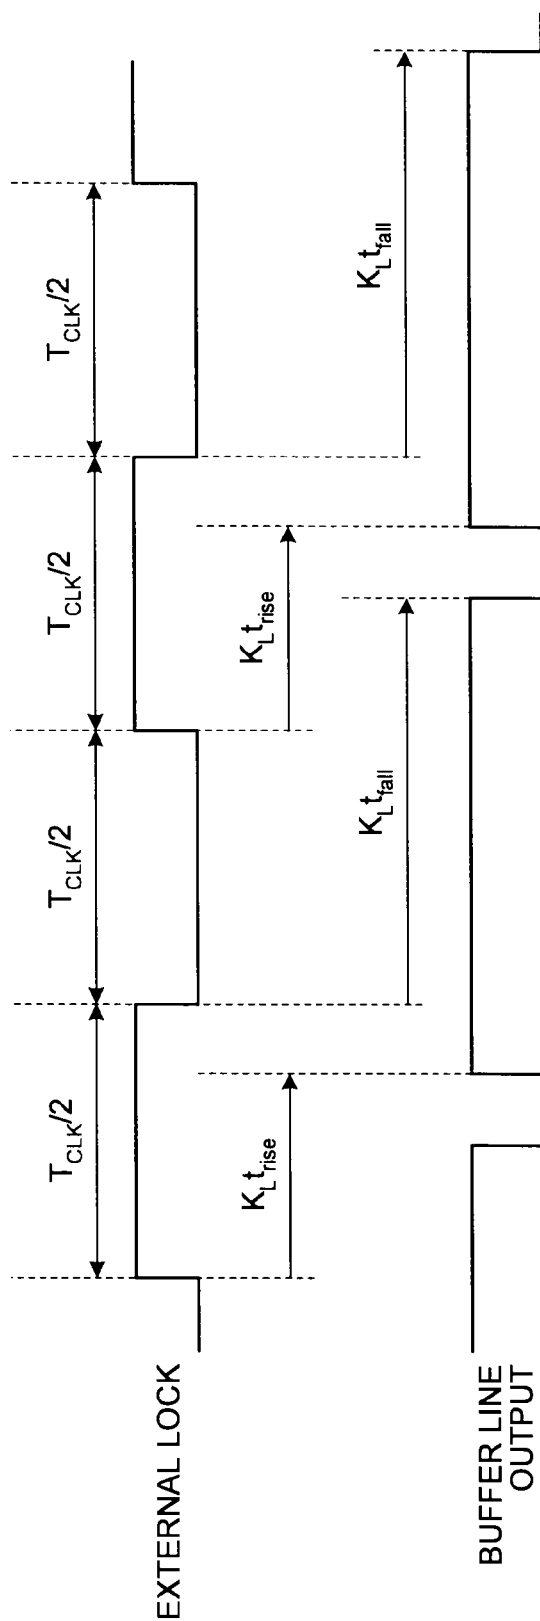 T_CLK/2
T_CLK/2
T_CLK/2
T_CLK/2
EXTERNAL LOCK
K_L t_rise
K_L t_rise
K_L t_fall
K_L t_fall
BUFFER LINE
OUTPUT